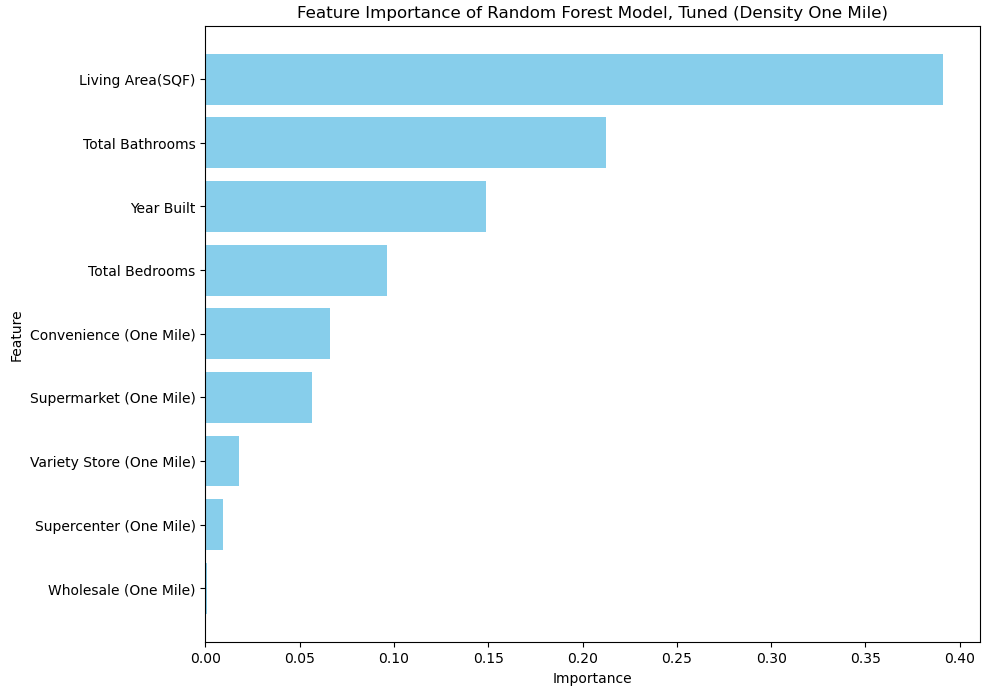 Feature Importance of Random Forest Model, Tuned (Density One Mile)
Feature
Living Area(SQF)
Total Bathrooms
Year Built
Total Bedrooms
Convenience (One Mile)
Supermarket (One Mile)
Variety Store (One Mile)
Supercenter (One Mile)
Wholesale (One Mile)
0.00 0.05 0.10 0.15 0.20 0.25 0.30 0.35 0.40
Importance